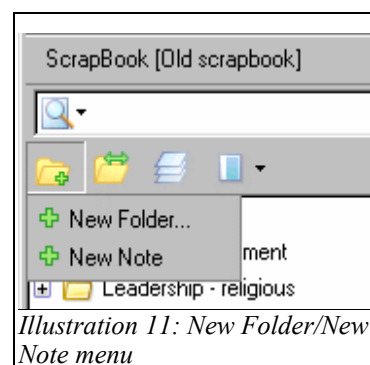 ScrapBook [Old scrapbook]
New Folder...
New Note
ment
Leadership - religious
Illustration 11: New Folder/New
Note menu